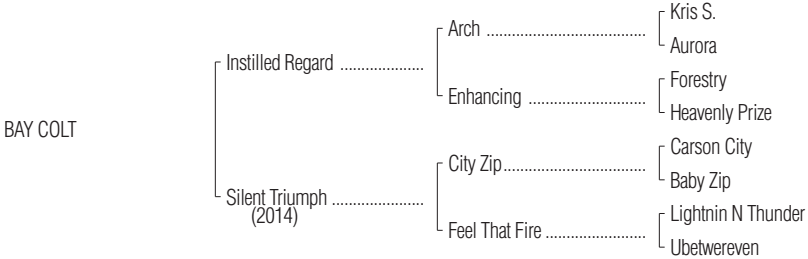 Kris S.
Arch ......................................
Aurora
Instilled Regard ....................
Forestry
Enhancing ............................
Heavenly Prize
BAY COLT
Carson City
City Zip..................................
Baby Zip
Silent Triumph ......................
(2014)
Lightnin N Thunder
Feel That Fire ........................
Ubetwereven